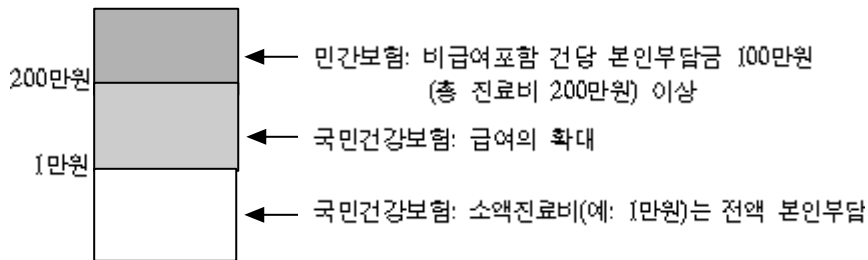 민간보험: 비급여포함 건당 본인부담금 100만원
200만원
(총 진료비 200만원) 이상
국민건강보험: 급여의 확대
1만원
국민건강보험: 소액진료비(예: 1만원)는 전액 본인부담